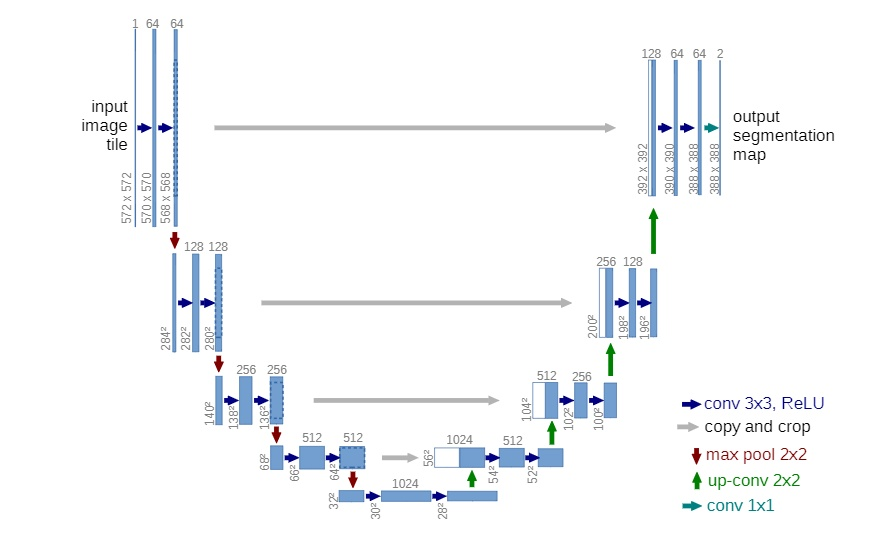 1 64 64
input
image
tile
572 x 572
570 x 570
568 x 568
128 64 64 2
output
segmentation
map
392 x 392
390 x 390
388 x 388
388 x 388
128 128
284²
282²
280²
256 128
200²
198²
196²
256 256
140²
138²
136²
512 256
104²
102²
100²
512 512
68²
66²
64²
1024 512
56²
54²
52²
1024
32²
30²
28²
conv 3x3, ReLU
copy and crop
max pool 2x2
up-conv 2x2
conv 1x1